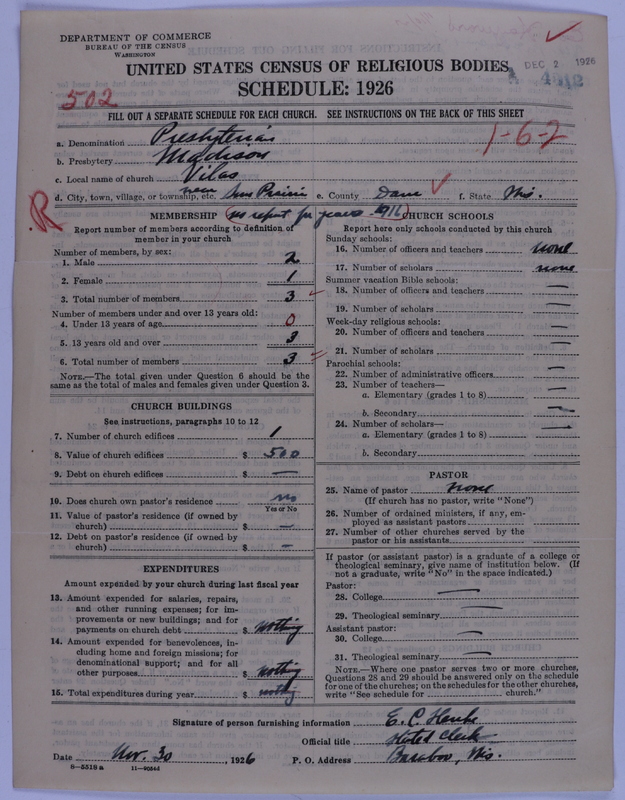 DEPARTMENT OF COMMERCE
BUREAU OF THE CENSUS
WASHINGTON
DEC 2 1926
UNITED STATES CENSUS OF RELIGIOUS BODIES
A 4542
502
SCHEDULE: 1926
FILL OUT A SEPARATE SCHEDULE FOR EACH CHURCH. SEE INSTRUCTIONS ON THE BACK OF THIS SHEET
a. Denomination Presbyterian
1-6-2
b. Presbytery Madison
c. Local name of church Vilas
d. City, town, village, or township, etc. near Sun Prairie e. County Dane f. State Wis.
R
MEMBERSHIP (no report for years 1911)
Report number of members according to definition of
member in your church
Number of members, by sex:
1. Male 2
2. Female 1
3. Total number of members 3
Number of members under and over 13 years old:
4. Under 13 years of age 0
5. 13 years old and over 3
6. Total number of members 3
NOTE.—The total given under Question 6 should be the
same as the total of males and females given under Question 3.
CHURCH BUILDINGS
See instructions, paragraphs 10 to 12
7. Number of church edifices 1
8. Value of church edifices $ 500
9. Debt on church edifices $ —
10. Does church own pastor's residence no
Yes or No
11. Value of pastor's residence (if owned by
church) $ —
12. Debt on pastor's residence (if owned by
church) $ —
EXPENDITURES
Amount expended by your church during last fiscal year
13. Amount expended for salaries, repairs,
and other running expenses; for im-
provements or new buildings; and for
payments on church debt $ Nothing
14. Amount expended for benevolences, in-
cluding home and foreign missions; for
denominational support; and for all
other purposes $ nothing
15. Total expenditures during year $ nothing
CHURCH SCHOOLS
Report here only schools conducted by this church
Sunday schools:
16. Number of officers and teachers none
17. Number of scholars none
Summer vacation Bible schools:
18. Number of officers and teachers —
19. Number of scholars —
Week-day religious schools:
20. Number of officers and teachers —
21. Number of scholars —
Parochial schools:
22. Number of administrative officers —
23. Number of teachers—
a. Elementary (grades 1 to 8)
b. Secondary —
24. Number of scholars— —
a. Elementary (grades 1 to 8)
b. Secondary
PASTOR
25. Name of pastor none
(If church has no pastor, write "None")
26. Number of ordained ministers, if any, em-
ployed as assistant pastors
27. Number of other churches served by the
pastor or his assistants
If pastor (or assistant pastor) is a graduate of a college or
theological seminary, give name of institution below. (If
not a graduate, write "No" in the space indicated.)
Pastor:
28. College —
29. Theological seminary —
Assistant pastor:
30. College —
31. Theological seminary —
NOTE.—Where one pastor serves two or more churches,
Questions 28 and 29 should be answered only on the schedule
for one of the churches; on the schedules for the other churches,
write "See schedule for church."
Signature of person furnishing information E. C.
Official title Stated Clerk
Date Nov. 30, 1926 P. O. Address Baraboo, Wis.
8-5518 a 11-9056d